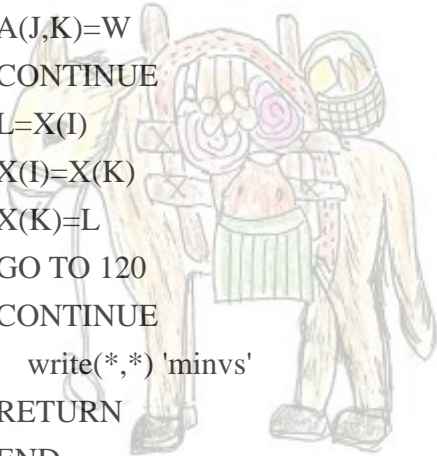 A(J,K)=W
CONTINUE
L=X(I)
X(I)=X(K)
X(K)=L
GO TO 120
CONTINUE
write(*,*) 'minvs'
RETURN
END